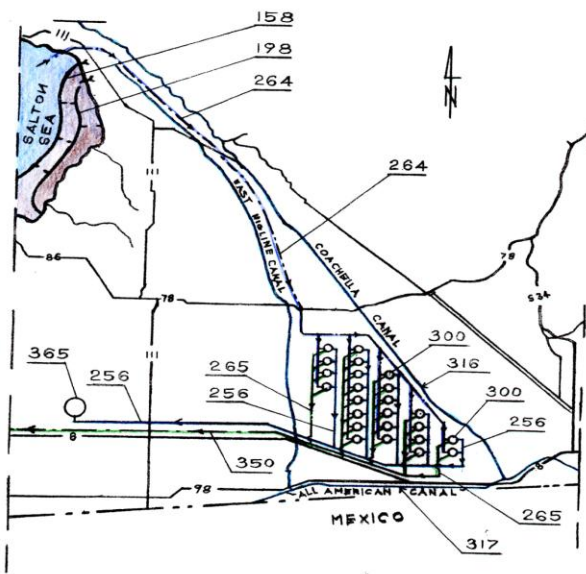 158
111
198
264
N
SALTON
SEA
264
EAST HIGHLINE CANAL
COACHELLA
CANAL
111
86
78
78
S34
365
256
265
256
300
316
300
256
111
8
350
8
98
ALL AMERICAN CANAL
265
MEXICO
317